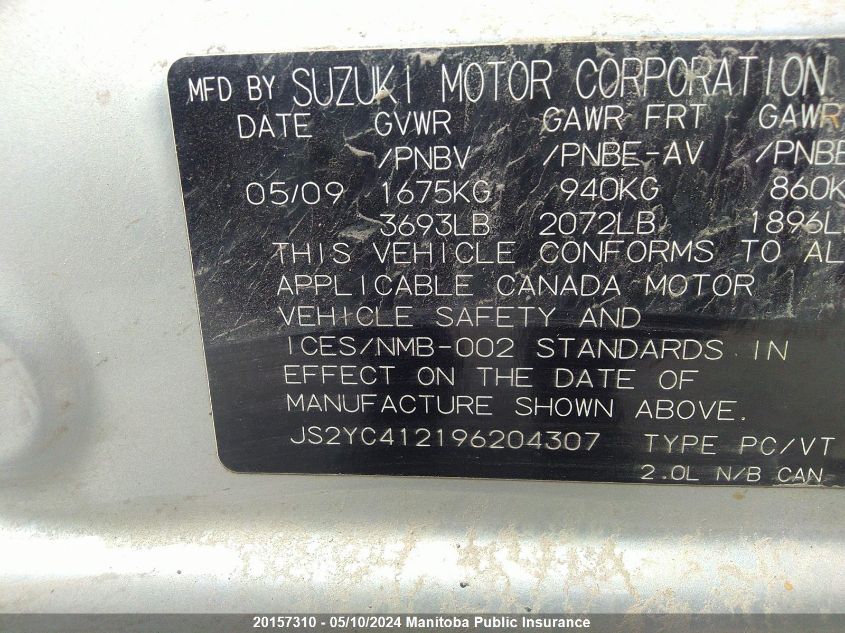 MFD BY SUZUKI MOTOR CORPORATION
DATE GVWR GAWR FRT GAWR
/PNBV /PNBE-AV /PNBE
05/09 1675KG 940KG 860K
3693LB 2072LB 1896L
THIS VEHICLE CONFORMS TO AL
APPLICABLE CANADA MOTOR
VEHICLE SAFETY AND
ICES/NMB-002 STANDARDS IN
EFFECT ON THE DATE OF
MANUFACTURE SHOWN ABOVE.
JS2YC412196204307 TYPE PC/VT
2.0L N/B CAN
20157310 - 05/10/2024 Manitoba Public Insurance